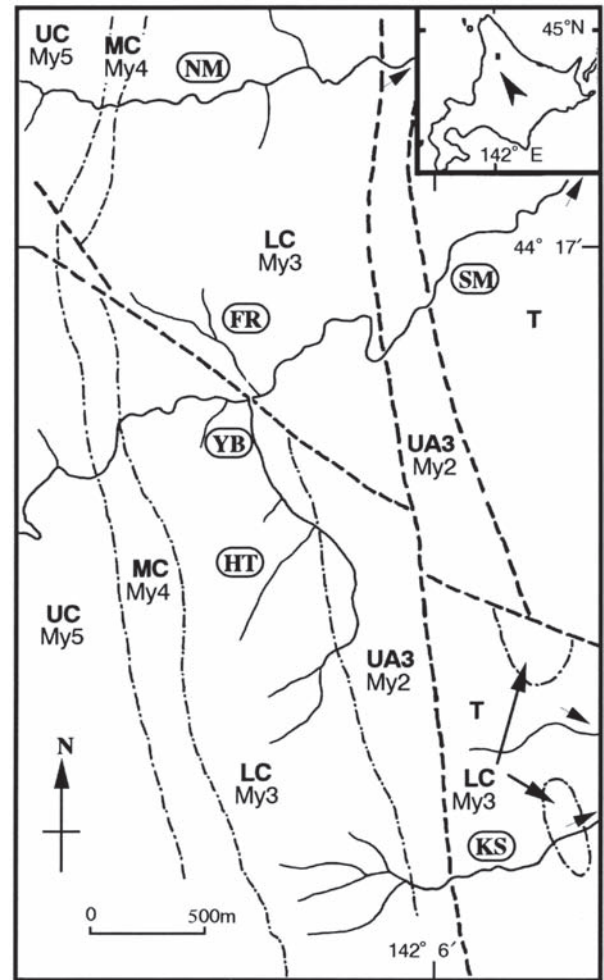 UC
My5
MC
My4
NM
45°N
142° E
LC
My3
44° 17′
SM
T
FR
YB
UA3
My2
HT
MC
My4
UC
My5
UA3
My2
T
LC
My3
LC
My3
N
KS
0 500m
142° 6′